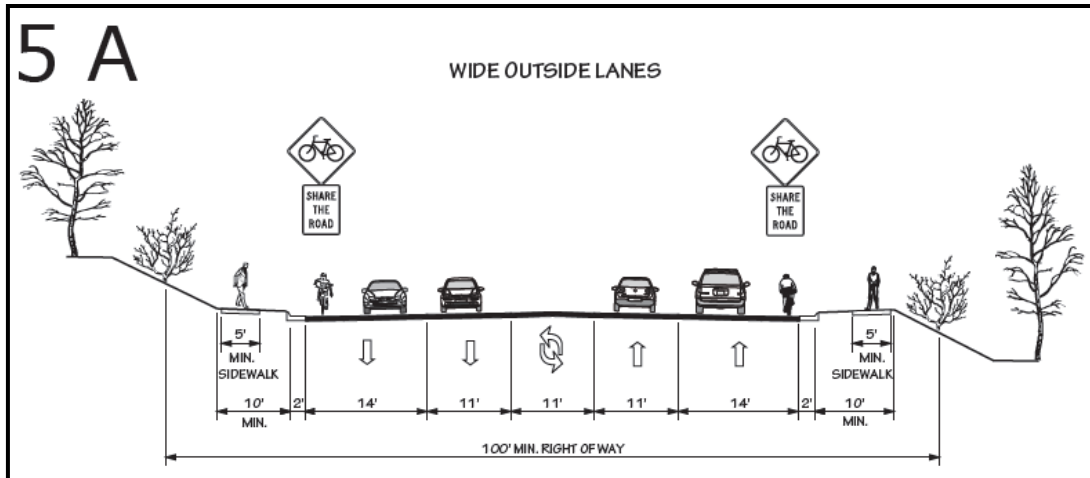 5 A
WIDE OUTSIDE LANES
SHARE
THE
ROAD
SHARE
THE
ROAD
5'
MIN.
SIDEWALK
5'
MIN.
SIDEWALK
10' 2' 14' 11' 11' 11' 14' 2' 10'
MIN. MIN.
100' MIN. RIGHT OF WAY